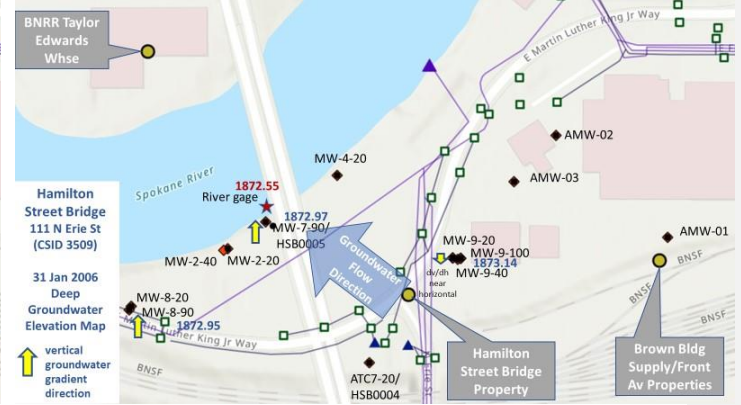 BNRR Taylor
Edwards
Whse
E Martin Luther King Jr Way
AMW-02
MW-4-20
AMW-03
Spokane River
1872.55
River gage
Hamilton
Street Bridge
111 N Erie St
(CSID 3509)
31 Jan 2006
Deep
Groundwater
Elevation Map
vertical
groundwater
gradient
direction
1872.97
MW-7-90/
HSB0005
MW-2-40
MW-2-20
Groundwater
Flow
Direction
MW-9-20
MW-9-100
1873.14
MW-9-40
dv/dh
near
horizontal
AMW-01
BNSF
BNSF
BNSF
MW-8-20
MW-8-90
1872.95
Martin Luther King Jr Way
BNSF
BNSF
ATC7-20/
HSB0004
Hamilton
Street Bridge
Property
Brown Bldg
Supply/Front
Av Properties